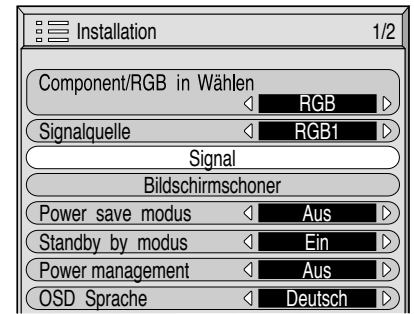 Installation 1/2
Component/RGB in Wählen
RGB
Signalquelle RGB1
Signal
Bildschirmschoner
Power save modus Aus
Standby by modus Ein
Power management Aus
OSD Sprache Deutsch